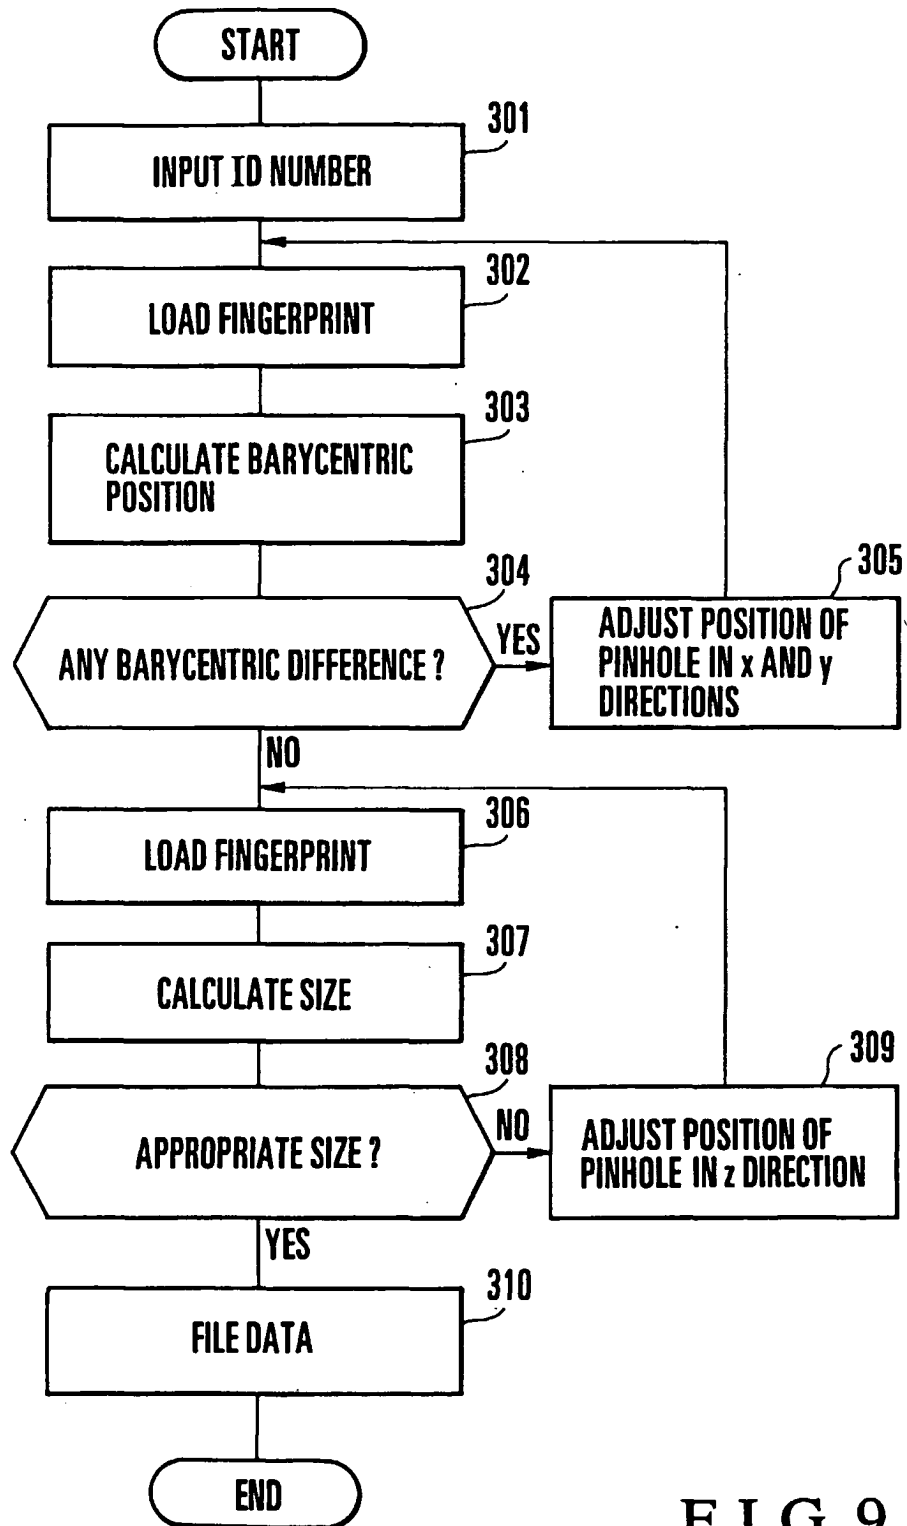 START
301
INPUT ID NUMBER
302
LOAD FINGERPRINT
303
CALCULATE BARYCENTRIC
POSITION
304
ANY BARYCENTRIC DIFFERENCE ?
YES
305
ADJUST POSITION OF
PINHOLE IN x AND y
DIRECTIONS
NO
306
LOAD FINGERPRINT
307
CALCULATE SIZE
308
APPROPRIATE SIZE ?
NO
309
ADJUST POSITION OF
PINHOLE IN z DIRECTION
YES
310
FILE DATA
END
FIG.9